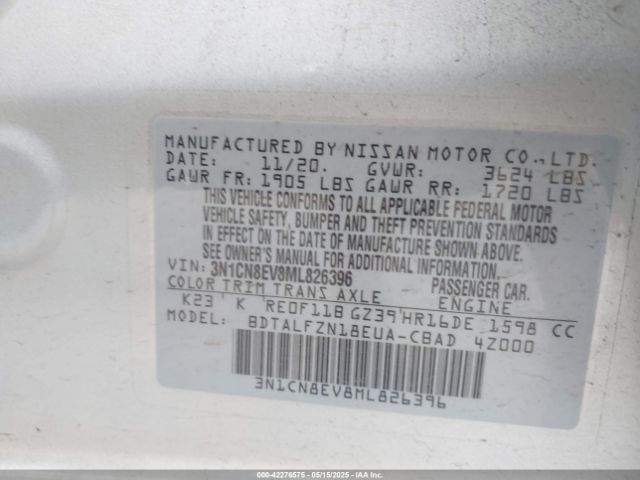 MANUFACTURED BY NISSAN MOTOR CO.,LTD.
DATE: 11/20. GVWR: 3624 LBS
GAWR FR: 1905 LBS GAWR RR: 1720 LBS
THIS VEHICLE CONFORMS TO ALL APPLICABLE FEDERAL MOTOR
VEHICLE SAFETY, BUMPER AND THEFT PREVENTION STANDARDS
IN EFFECT ON THE DATE OF MANUFACTURE SHOWN ABOVE.
SEE OWNER'S MANUAL FOR ADDITIONAL INFORMATION.
VIN: 3N1CN8EV8ML826396 PASSENGER CAR.
COLOR TRIM TRANS AXLE ENGINE
K23 K RE0F11B GZ39 HR16DE 1598 CC
MODEL: BDTALFZN18EUA-CBAD 4Z000
3N1CN8EV8ML826396
000-42276575 - 05/15/2025 - IAAI.COM